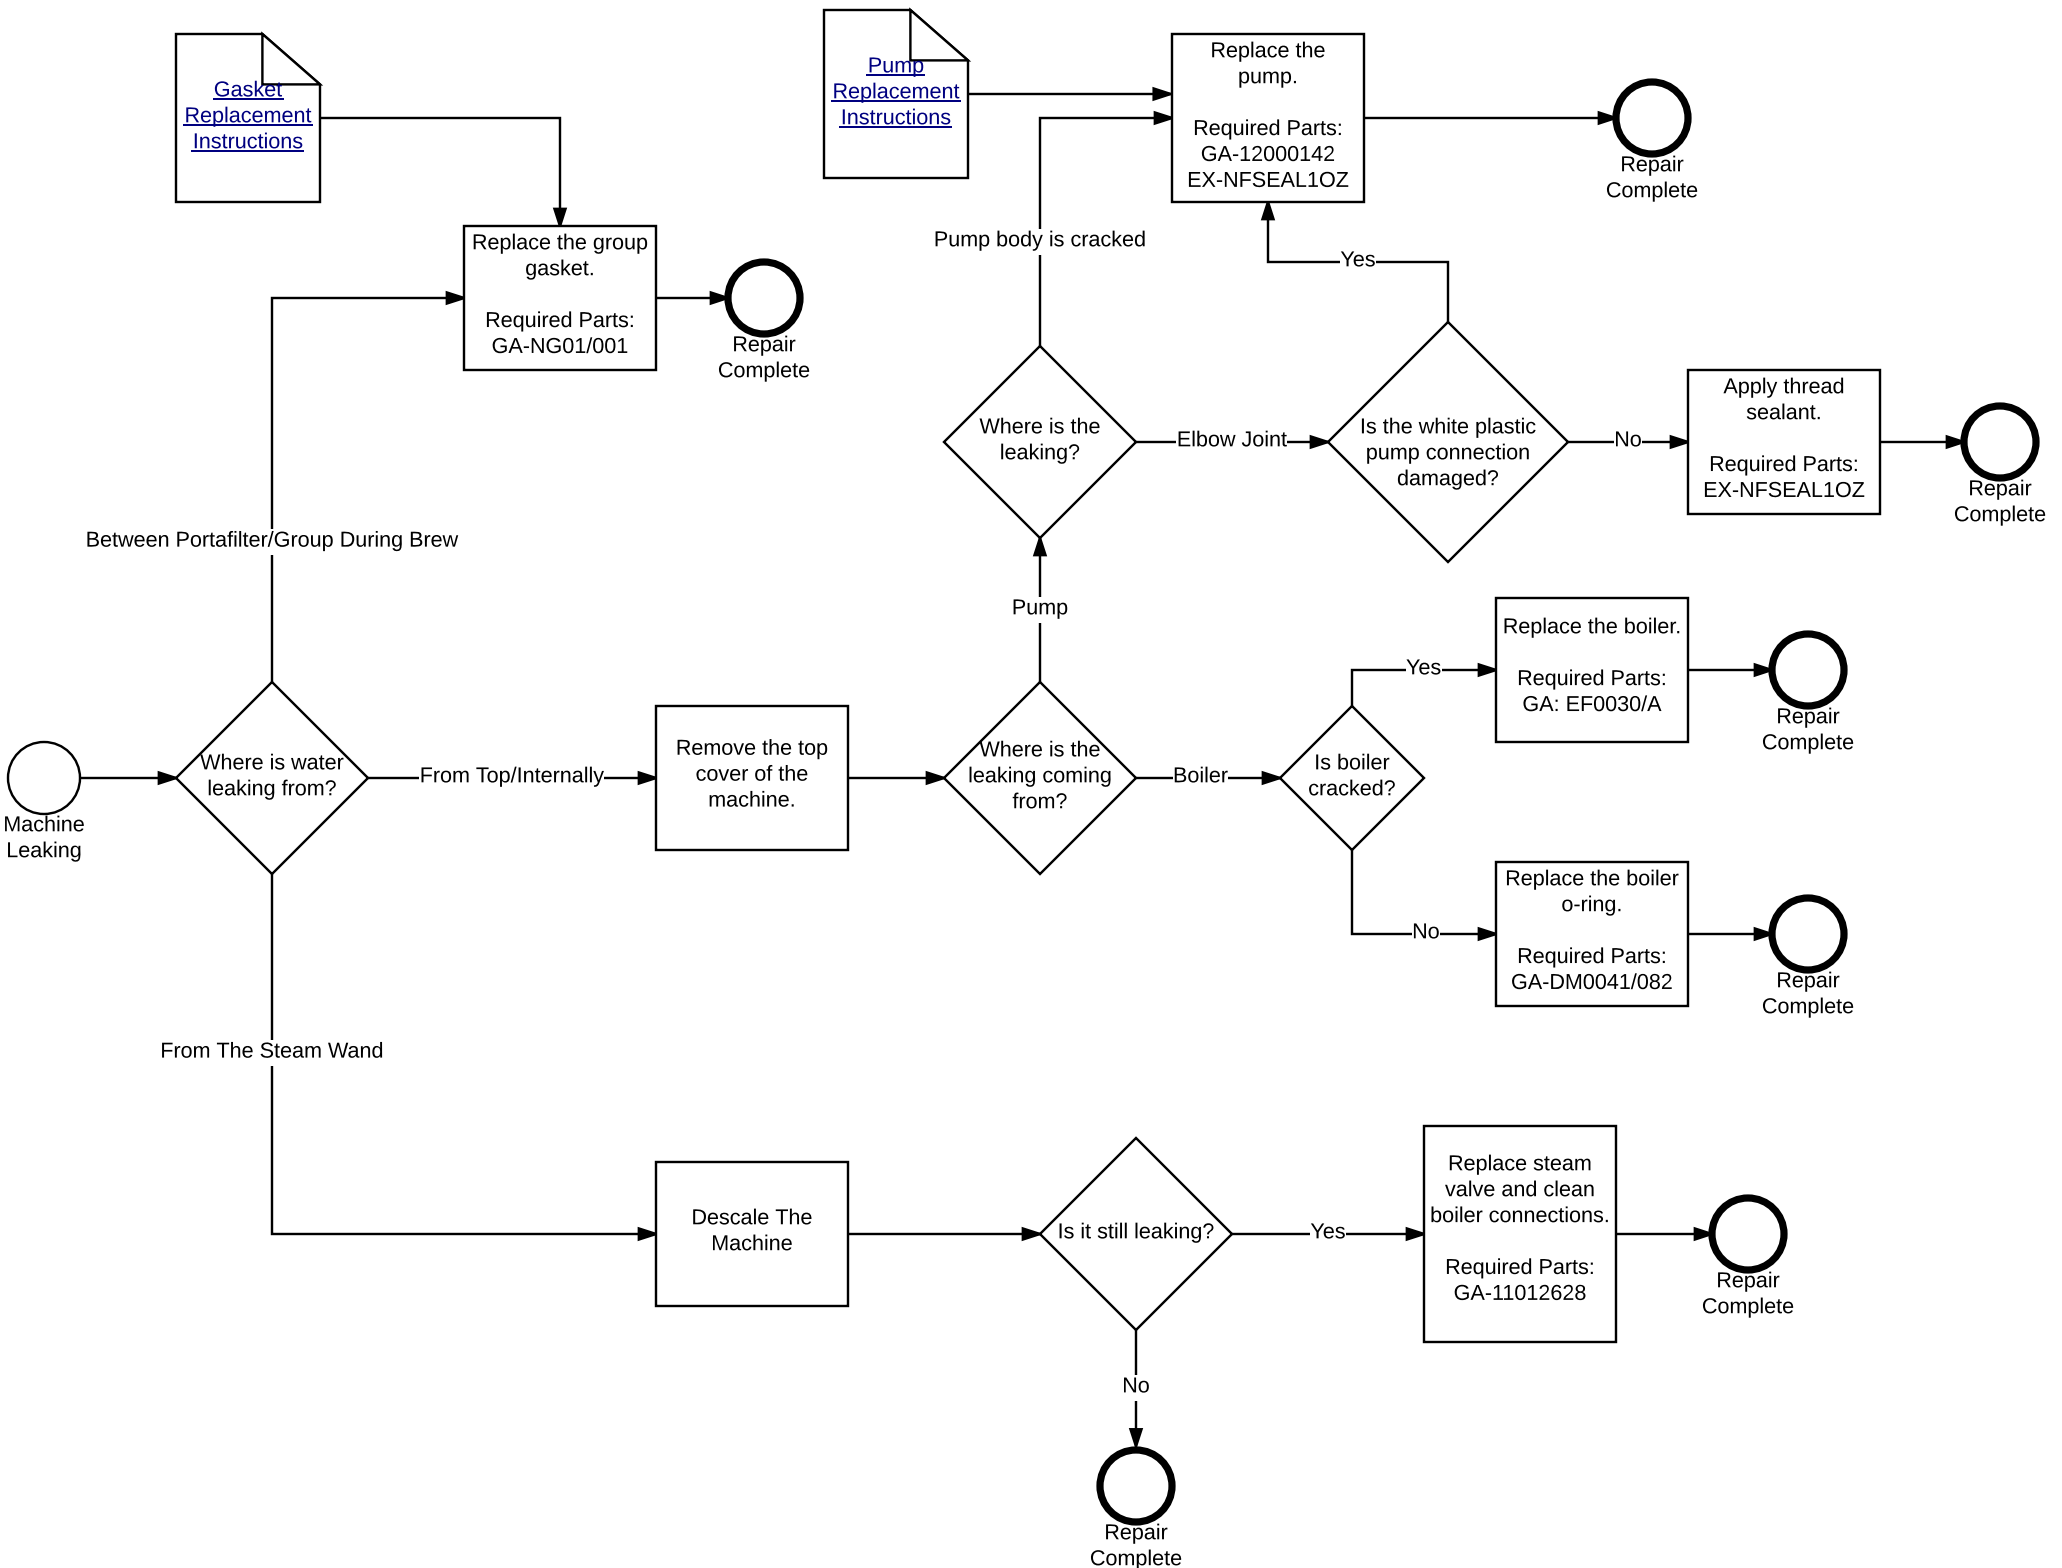 Gasket
Replacement
Instructions
Pump
Replacement
Instructions
Replace the
pump.
Required Parts:
GA-12000142
EX-NFSEAL1OZ
Repair
Complete
Replace the group
gasket.
Required Parts:
GA-NG01/001
Repair
Complete
Pump body is cracked
Yes
Where is the
leaking?
Elbow Joint
Is the white plastic
pump connection
damaged?
No
Apply thread
sealant.
Required Parts:
EX-NFSEAL1OZ
Repair
Complete
Between Portafilter/Group During Brew
Pump
Machine
Leaking
Where is water
leaking from?
From Top/Internally
Remove the top
cover of the
machine.
Where is the
leaking coming
from?
Boiler
Is boiler
cracked?
Yes
Replace the boiler.
Required Parts:
GA: EF0030/A
Repair
Complete
No
Replace the boiler
o-ring.
Required Parts:
GA-DM0041/082
Repair
Complete
From The Steam Wand
Descale The
Machine
Is it still leaking?
Yes
Replace steam
valve and clean
boiler connections.
Required Parts:
GA-11012628
Repair
Complete
No
Repair
Complete